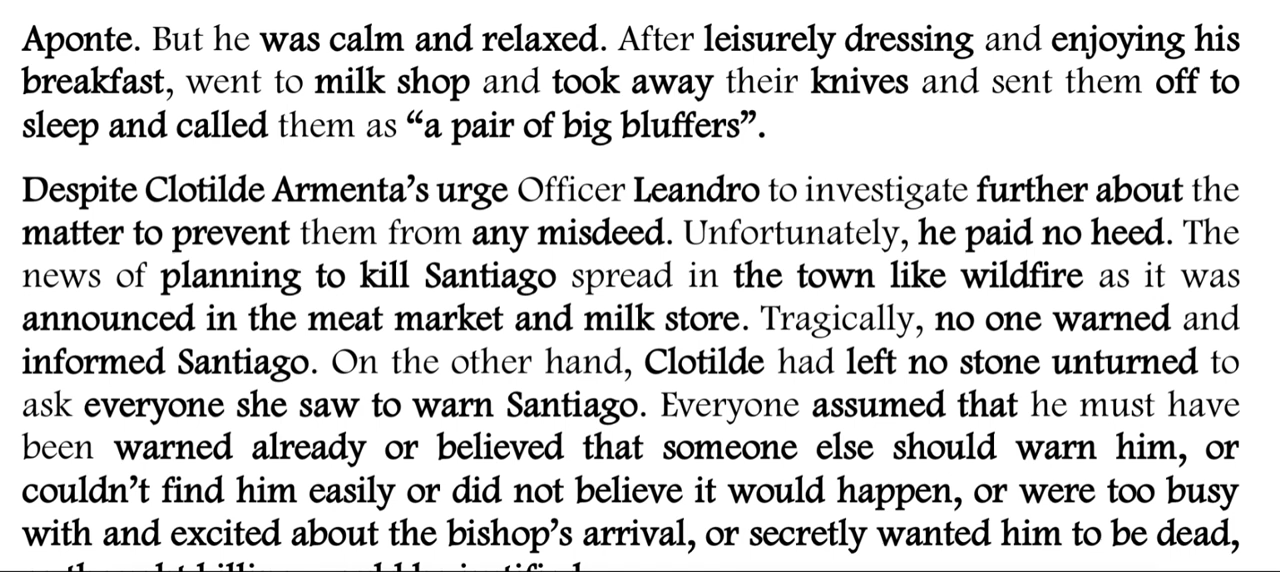 Aponte. But he was calm and relaxed. After leisurely dressing and enjoying his
breakfast, went to milk shop and took away their knives and sent them off to
sleep and called them as “a pair of big bluffers”.
Despite Clotilde Armenta’s urge Officer Leandro to investigate further about the
matter to prevent them from any misdeed. Unfortunately, he paid no heed. The
news of planning to kill Santiago spread in the town like wildfire as it was
announced in the meat market and milk store. Tragically, no one warned and
informed Santiago. On the other hand, Clotilde had left no stone unturned to
ask everyone she saw to warn Santiago. Everyone assumed that he must have
been warned already or believed that someone else should warn him, or
couldn’t find him easily or did not believe it would happen, or were too busy
with and excited about the bishop’s arrival, or secretly wanted him to be dead,